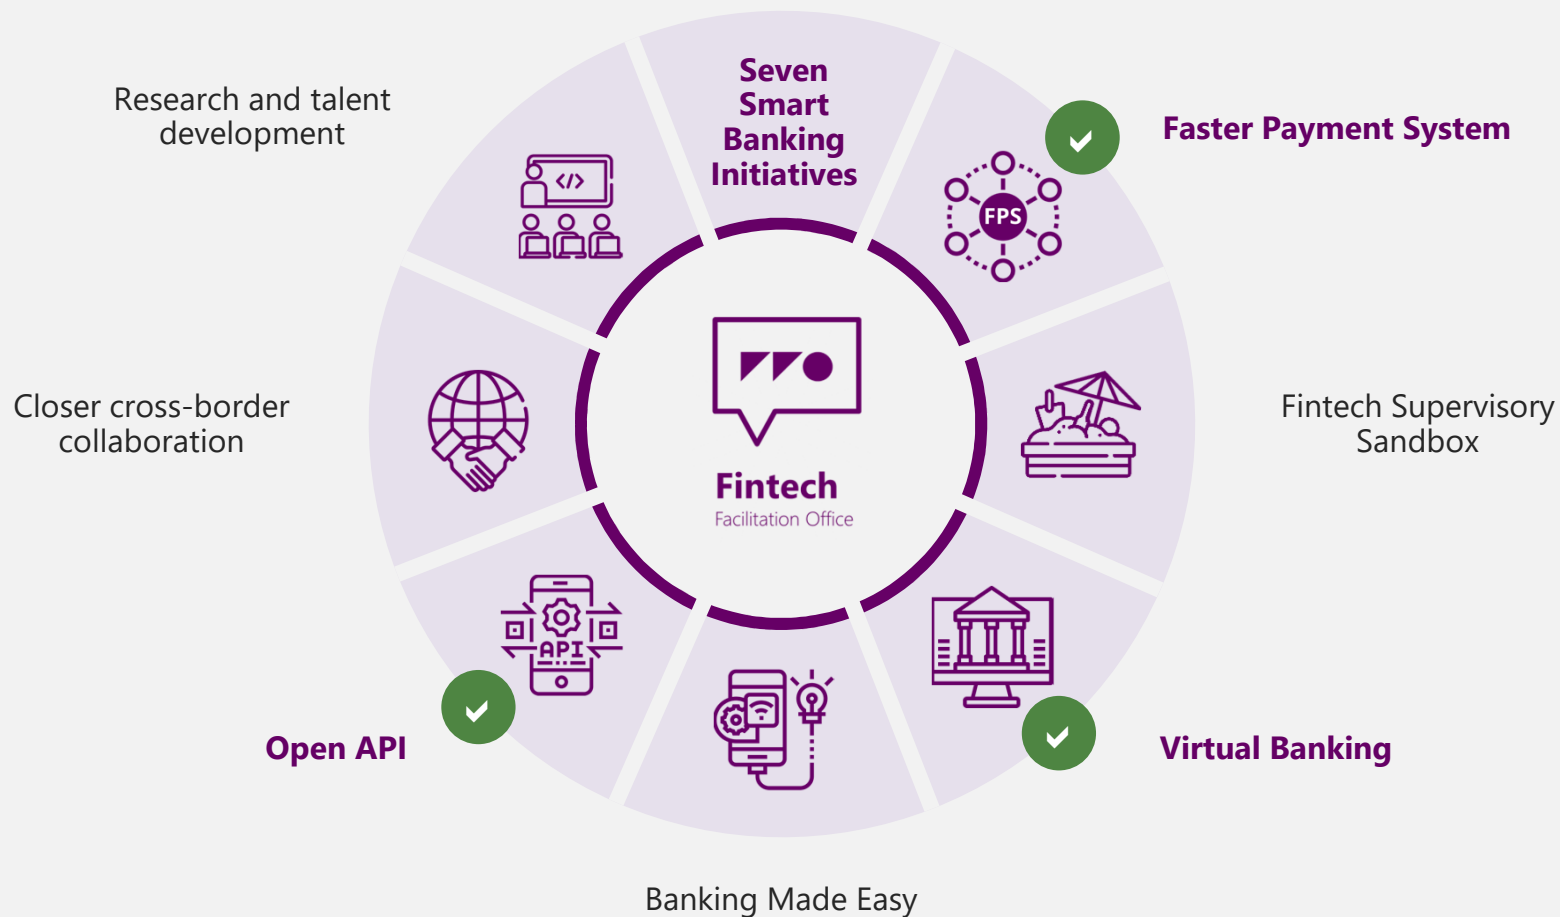 Seven
Smart
Banking
Initiatives
Faster Payment System
FPS
Fintech Supervisory
Sandbox
Virtual Banking
Banking Made Easy
Open API
API
Closer cross-border
collaboration
Research and talent
development
</>
Fintech
Facilitation Office